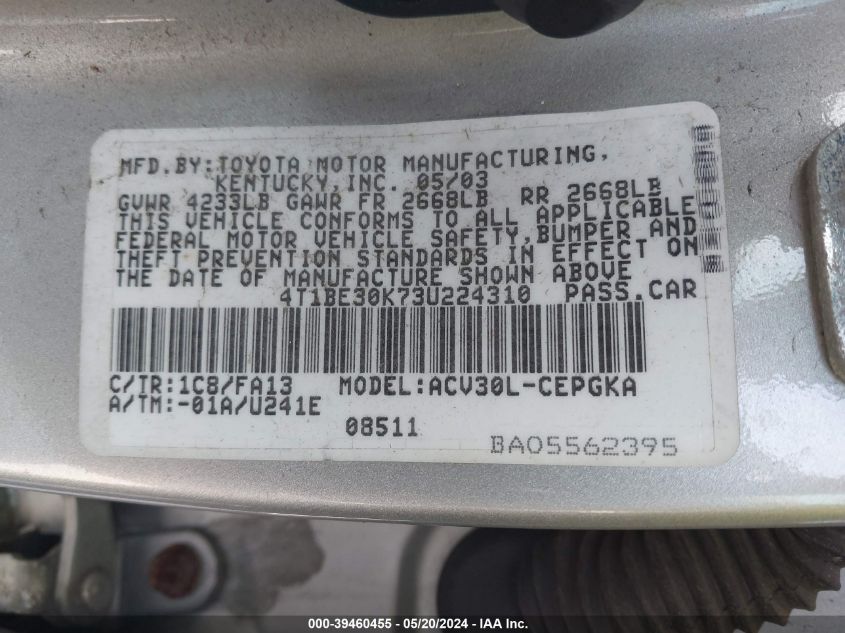 MFD.BY:TOYOTA MOTOR MANUFACTURING,
KENTUCKY,INC. 05/03
GVWR 4233LB GAWR FR 2668LB RR 2668LB
THIS VEHICLE CONFORMS TO ALL APPLICABLE
FEDERAL MOTOR VEHICLE SAFETY,BUMPER AND
THEFT PREVENTION STANDARDS IN EFFECT ON
THE DATE OF MANUFACTURE SHOWN ABOVE
4T1BE30K73U224310 PASS.CAR
C/TR:1C8/FA13 MODEL:ACV30L-CEPGKA
A/TM:-01A/U241E
08511
BA05562395
000-39460455 - 05/20/2024 - IAA Inc.